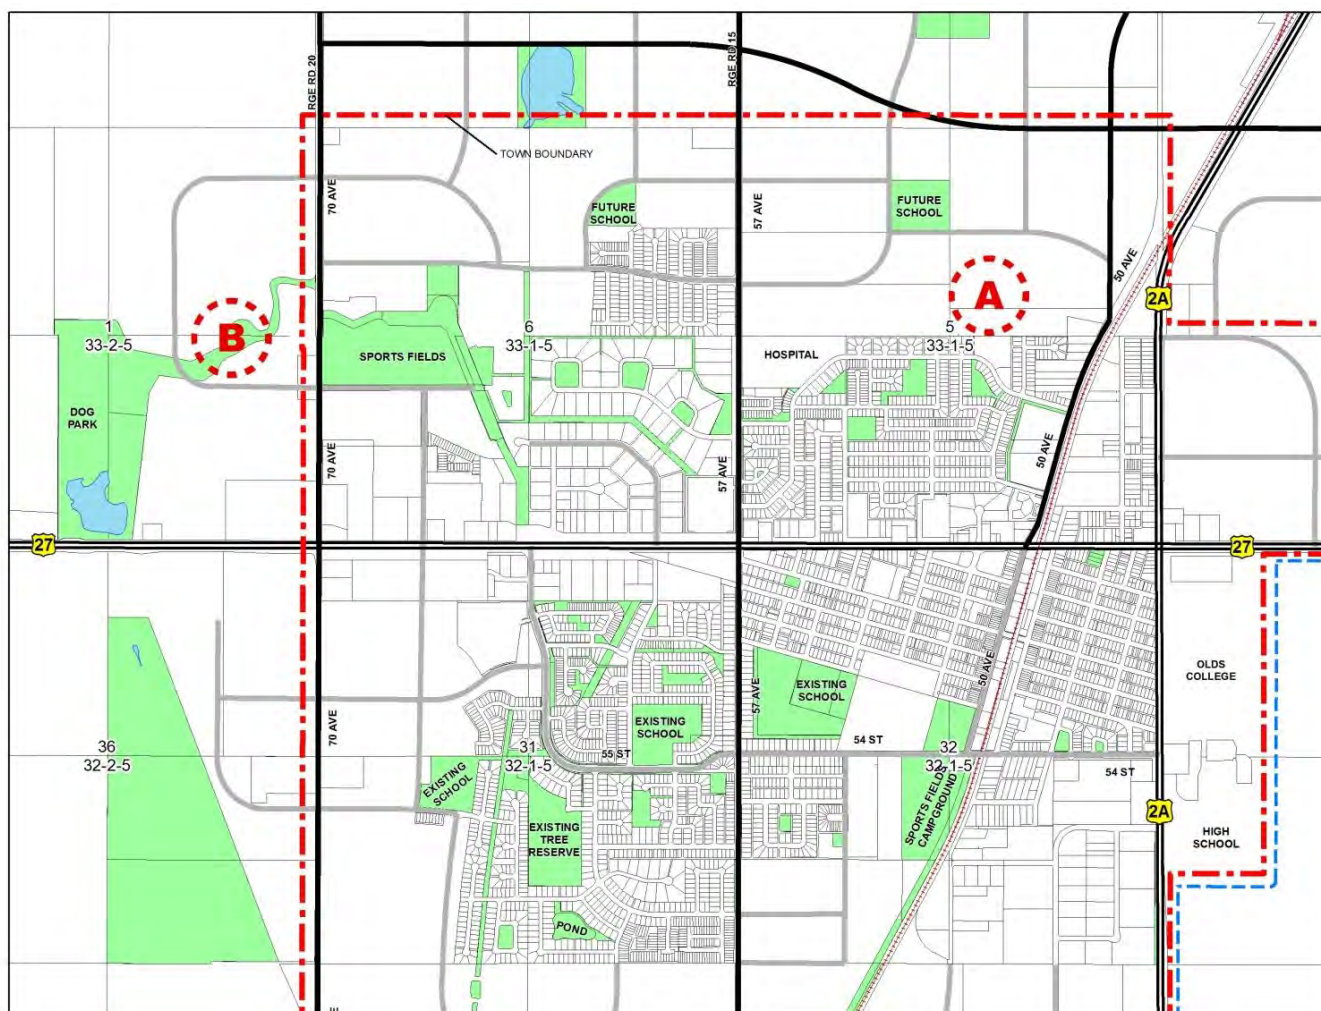 RGE RD 20
RGE RD 15
TOWN BOUNDARY
70 AVE
57 AVE
FUTURE
SCHOOL
FUTURE
SCHOOL
50 AVE
2A
A
B
1
33-2-5
6
33-1-5
5
33-1-5
SPORTS FIELDS
HOSPITAL
DOG
PARK
70 AVE
57 AVE
50 AVE
27
27
OLDS
COLLEGE
50 AVE
57 AVE
EXISTING
SCHOOL
70 AVE
EXISTING
SCHOOL
55 ST
54 ST
36
32-2-5
31
32-1-5
32
32-1-5
54 ST
EXISTING
SCHOOL
SPORTS FIELDS
CAMPGROUND
2A
EXISTING
TREE
RESERVE
HIGH
SCHOOL
POND